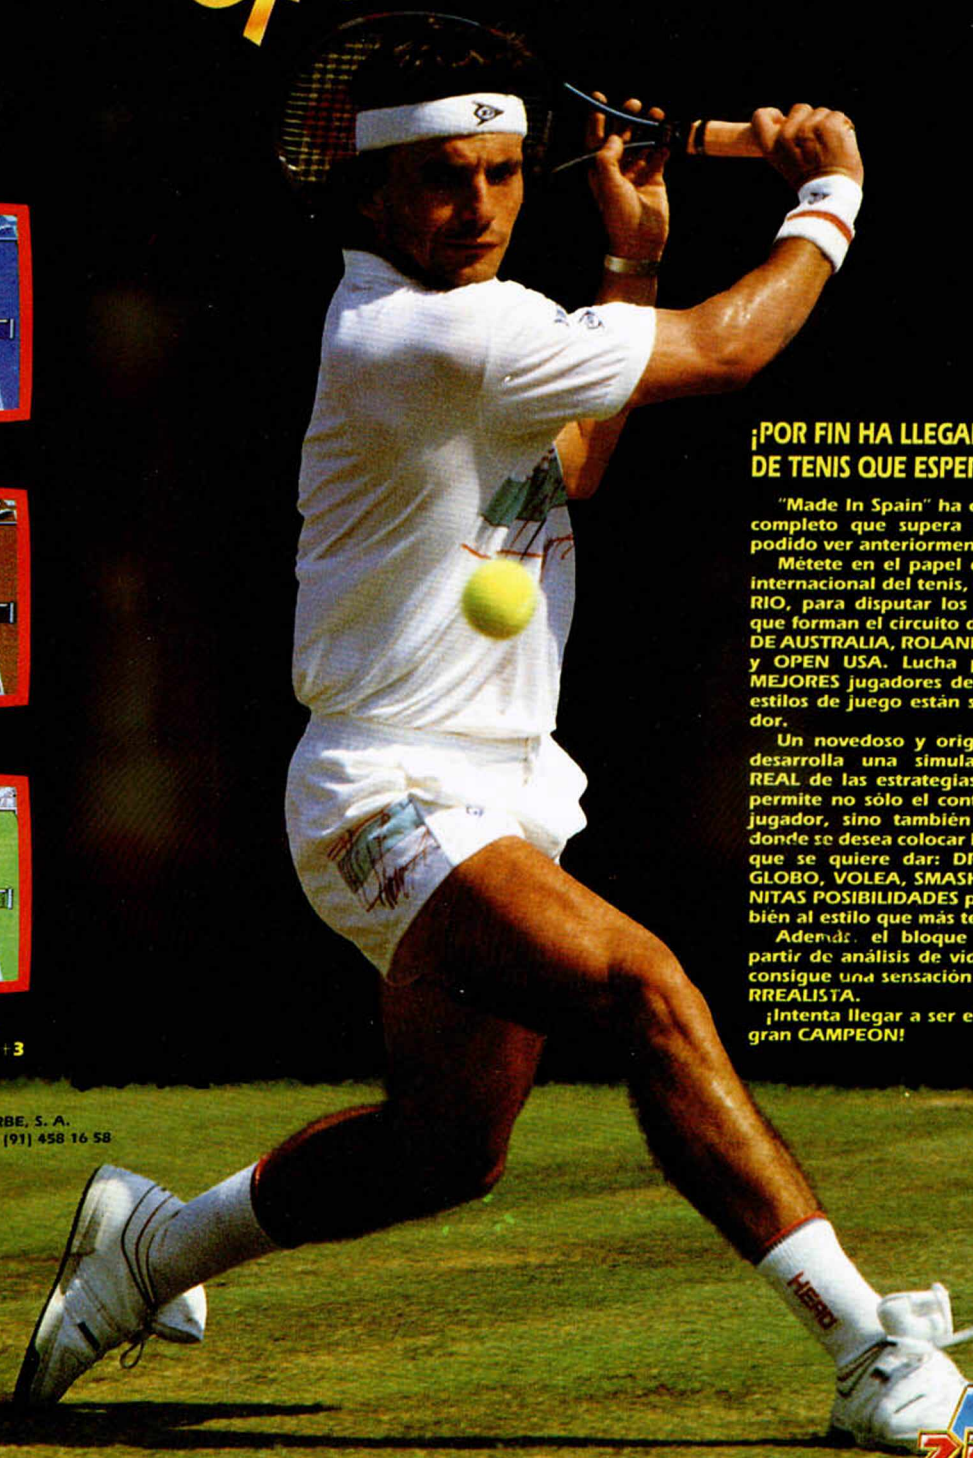 +3
RBE, S. A.
(91) 458 16 58
¡POR FIN HA LLEGA
DE TENIS QUE ESPE
"Made In Spain" ha
completo que supera
podido ver anteriormen
Métete en el papel
internacional del tenis,
RIO, para disputar los
que forman el circuito
DE AUSTRALIA, ROLAN
y OPEN USA. Lucha
MEJORES jugadores de
estilos de juego están s
dor.
Un novedoso y orig
desarrolla una simula
REAL de las estrategias
permite no sólo el cont
jugador, sino también
donde se desea colocar
que se quiere dar: D
GLOBO, VOLEA, SMASH
NITAS POSIBILIDADES p
bién al estilo que más te
Además, el bloque
partir de análisis de vi
consigue una sensación
RREALISTA.
¡Intenta llegar a ser e
gran CAMPEON!
HEAD